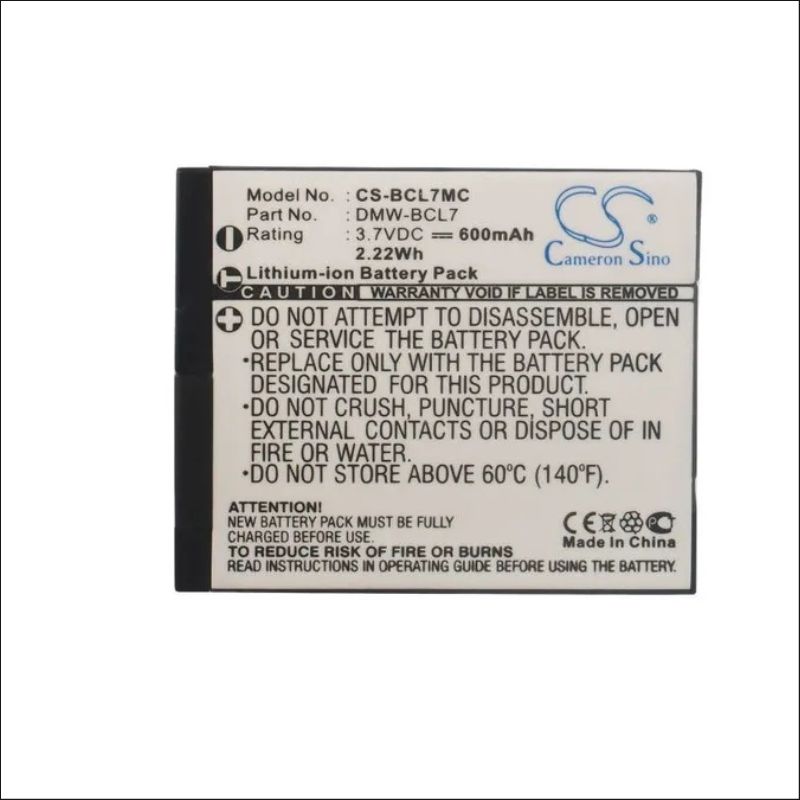 Model No. : CS-BCL7MC
Part No. : DMW-BCL7
Rating : 3.7VDC ⎓ 600mAh
2.22Wh
Lithium-ion Battery Pack
CS
Cameron Sino
CAUTION WARRANTY VOID IF LABEL IS REMOVED
•DO NOT ATTEMPT TO DISASSEMBLE, OPEN
OR SERVICE THE BATTERY PACK.
•REPLACE ONLY WITH THE BATTERY PACK
DESIGNATED FOR THIS PRODUCT.
•DO NOT CRUSH, PUNCTURE, SHORT
EXTERNAL CONTACTS OR DISPOSE OF
IN FIRE OR WATER.
•DO NOT STORE ABOVE 60°C (140°F).
ATTENTION!
NEW BATTERY PACK MUST BE FULLY
CHARGED BEFORE USE.
TO REDUCE RISK OF FIRE OR BURNS
READ INSTRUCTIONS IN OPERATING GUIDE BEFORE USING THE BATTERY.
CE
Made in China